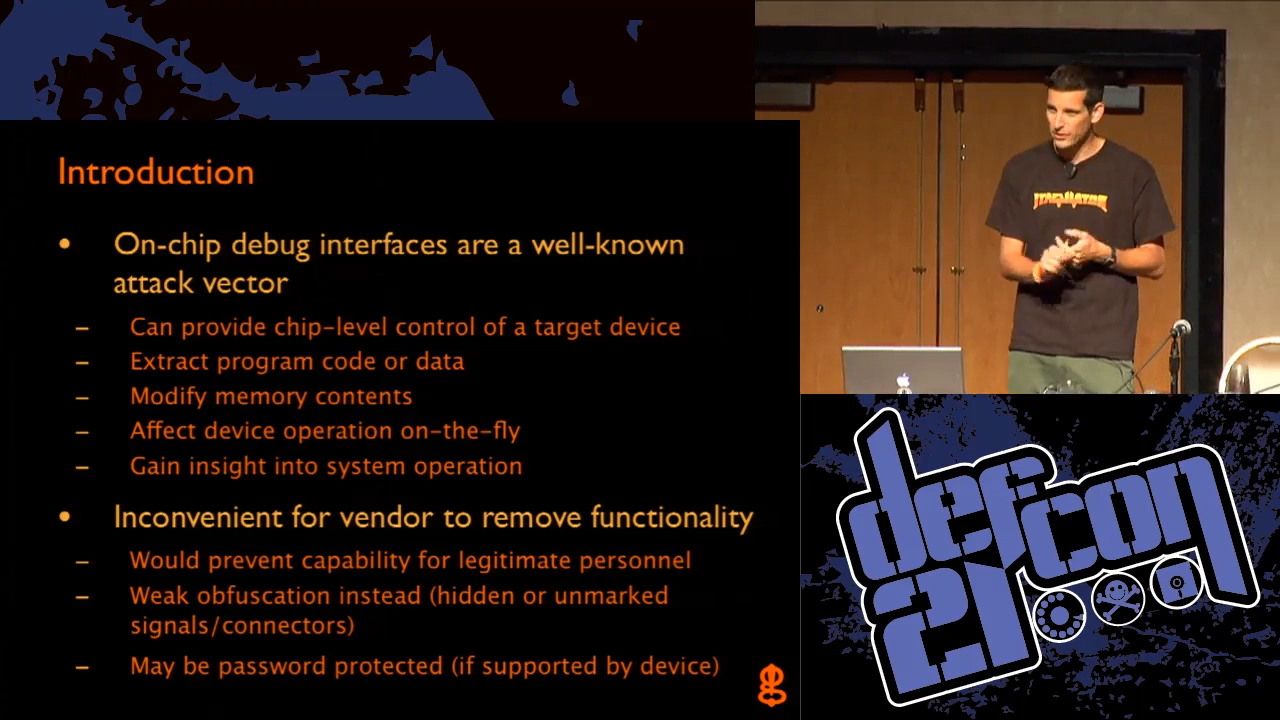 Introduction
• On-chip debug interfaces are a well-known
attack vector
– Can provide chip-level control of a target device
– Extract program code or data
– Modify memory contents
– Affect device operation on-the-fly
– Gain insight into system operation
• Inconvenient for vendor to remove functionality
– Would prevent capability for legitimate personnel
– Weak obfuscation instead (hidden or unmarked
signals/connectors)
– May be password protected (if supported by device)
defcon
21